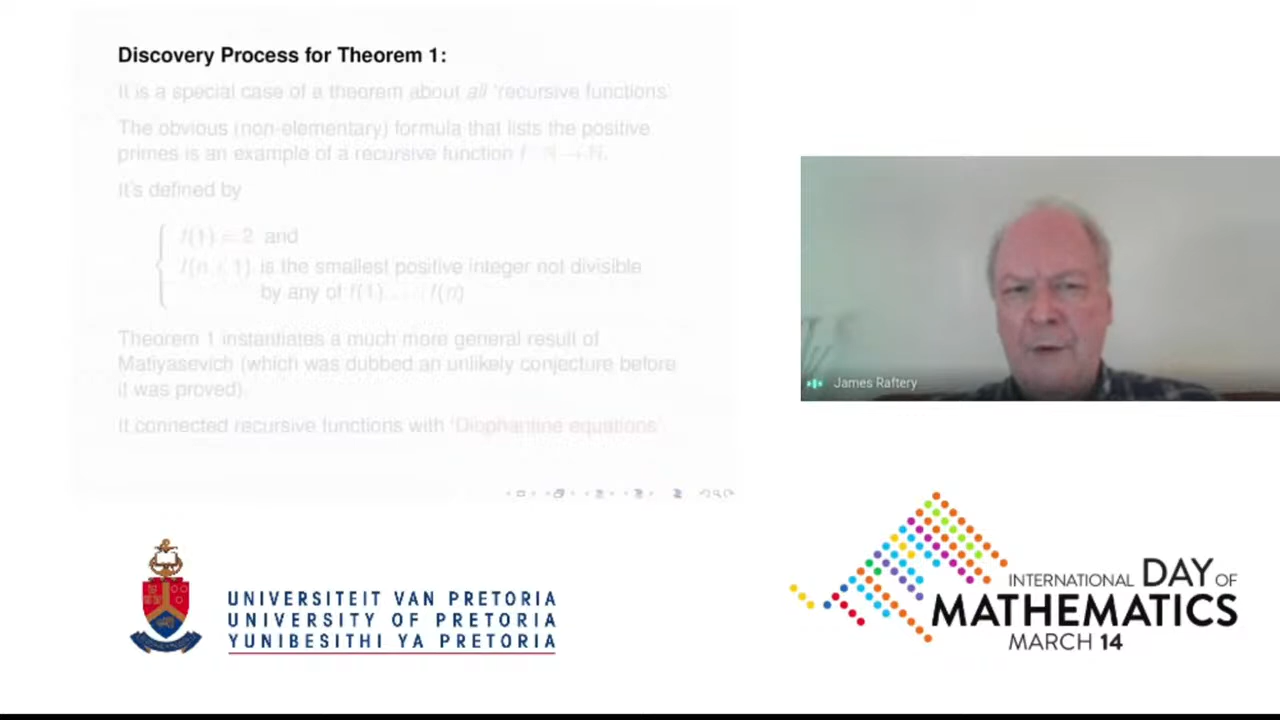 Discovery Process for Theorem 1:
It is a special case of a theorem about all 'recursive functions'
The obvious (non-elementary) formula that lists the positive
primes is an example of a recursive function f : N → N.
It's defined by
f(1) = 2 and
f(n + 1) is the smallest positive integer not divisible
by any of f(1), ..., f(n)
Theorem 1 instantiates a much more general result of
Matiyasevich (which was dubbed an unlikely conjecture before
it was proved).
It connected recursive functions with 'Diophantine equations'.
James Raftery
UNIVERSITEIT VAN PRETORIA
UNIVERSITY OF PRETORIA
YUNIBESITHI YA PRETORIA
INTERNATIONAL DAY OF
MATHEMATICS
MARCH 14